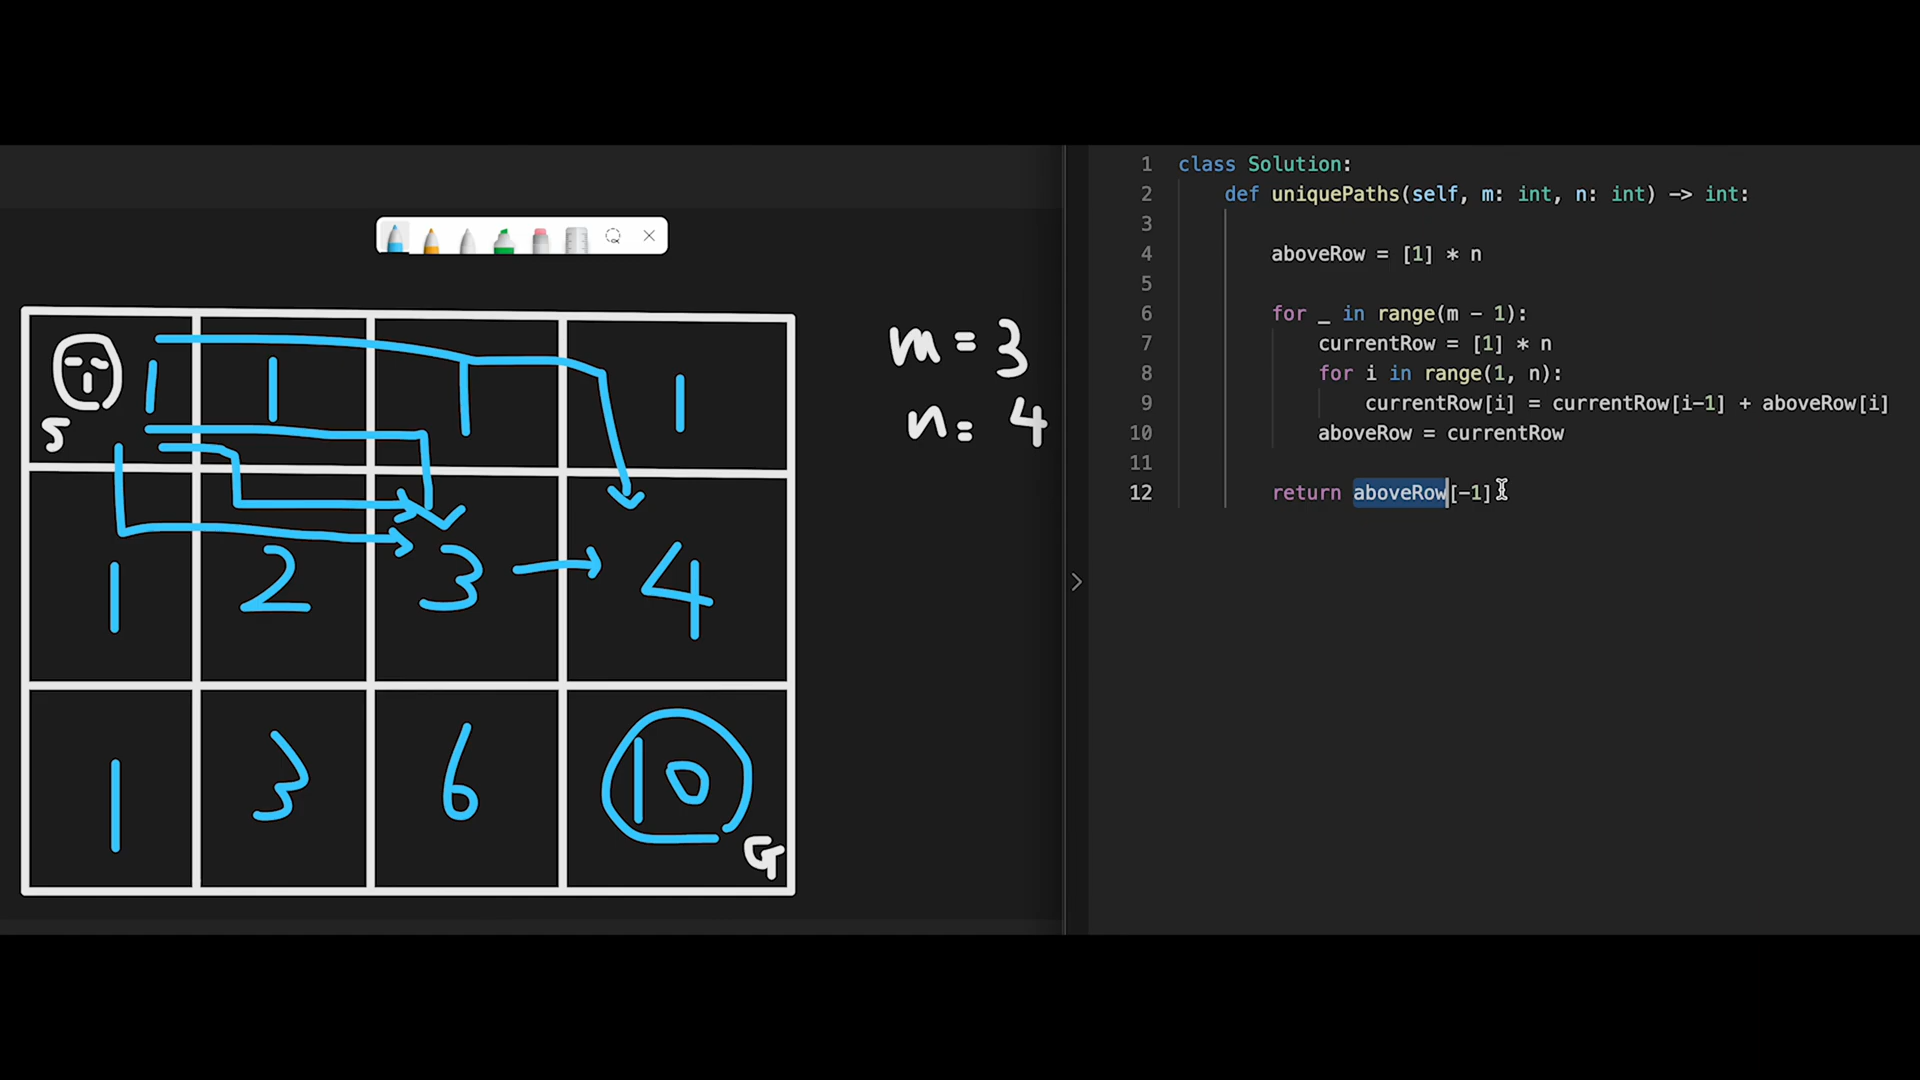 m = 3
n = 4
S 1 1 1 1
1 2 3 4
1 3 6 10
G
1 class Solution:
2 def uniquePaths(self, m: int, n: int) -> int:
3
4 aboveRow = [1] * n
5
6 for _ in range(m - 1):
7 currentRow = [1] * n
8 for i in range(1, n):
9 currentRow[i] = currentRow[i-1] + aboveRow[i]
10 aboveRow = currentRow
11
12 return aboveRow[-1]